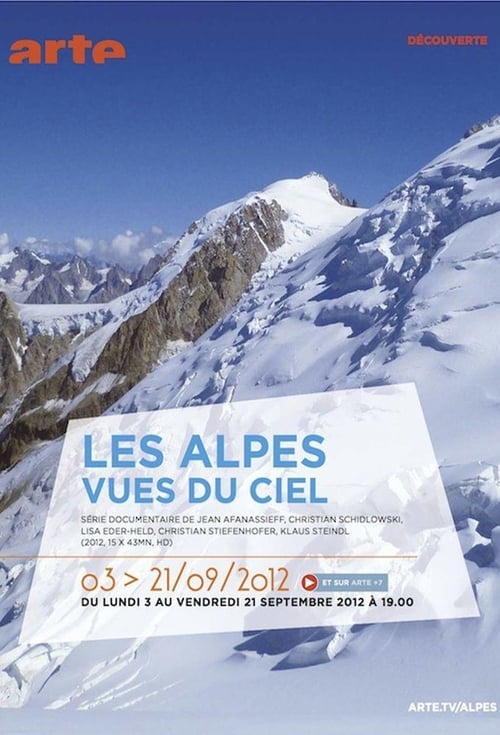 arte
DÉCOUVERTE
LES ALPES
VUES DU CIEL
SÉRIE DOCUMENTAIRE DE JEAN AFANASSIEFF, CHRISTIAN SCHIDLOWSKI,
LISA EDER-HELD, CHRISTIAN STIEFENHOFER, KLAUS STEINDL
(2012, 15 X 43MN, HD)
03 > 21/09/2012 ET SUR ARTE +7
DU LUNDI 3 AU VENDREDI 21 SEPTEMBRE 2012 À 19.00
ARTE.TV/ALPES